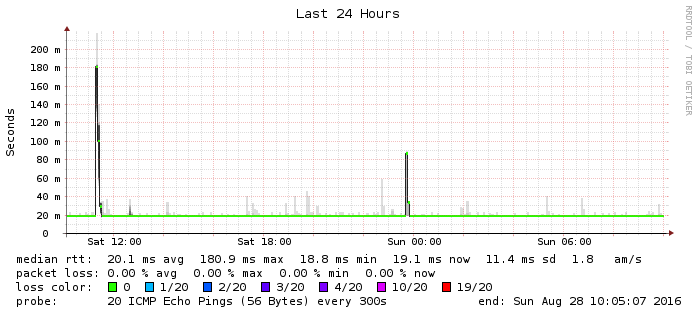 Last 24 Hours
RRDTOOL / TOBI OETIKER
Seconds
200 m
180 m
160 m
140 m
120 m
100 m
80 m
60 m
40 m
20 m
0
Sat 12:00 Sat 18:00 Sun 00:00 Sun 06:00
median rtt: 20.1 ms avg 180.9 ms max 18.8 ms min 19.1 ms now 11.4 ms sd 1.8 am/s
packet loss: 0.00 % avg 0.00 % max 0.00 % min 0.00 % now
loss color: 0 1/20 2/20 3/20 4/20 10/20 19/20
probe: 20 ICMP Echo Pings (56 Bytes) every 300s end: Sun Aug 28 10:05:07 2016